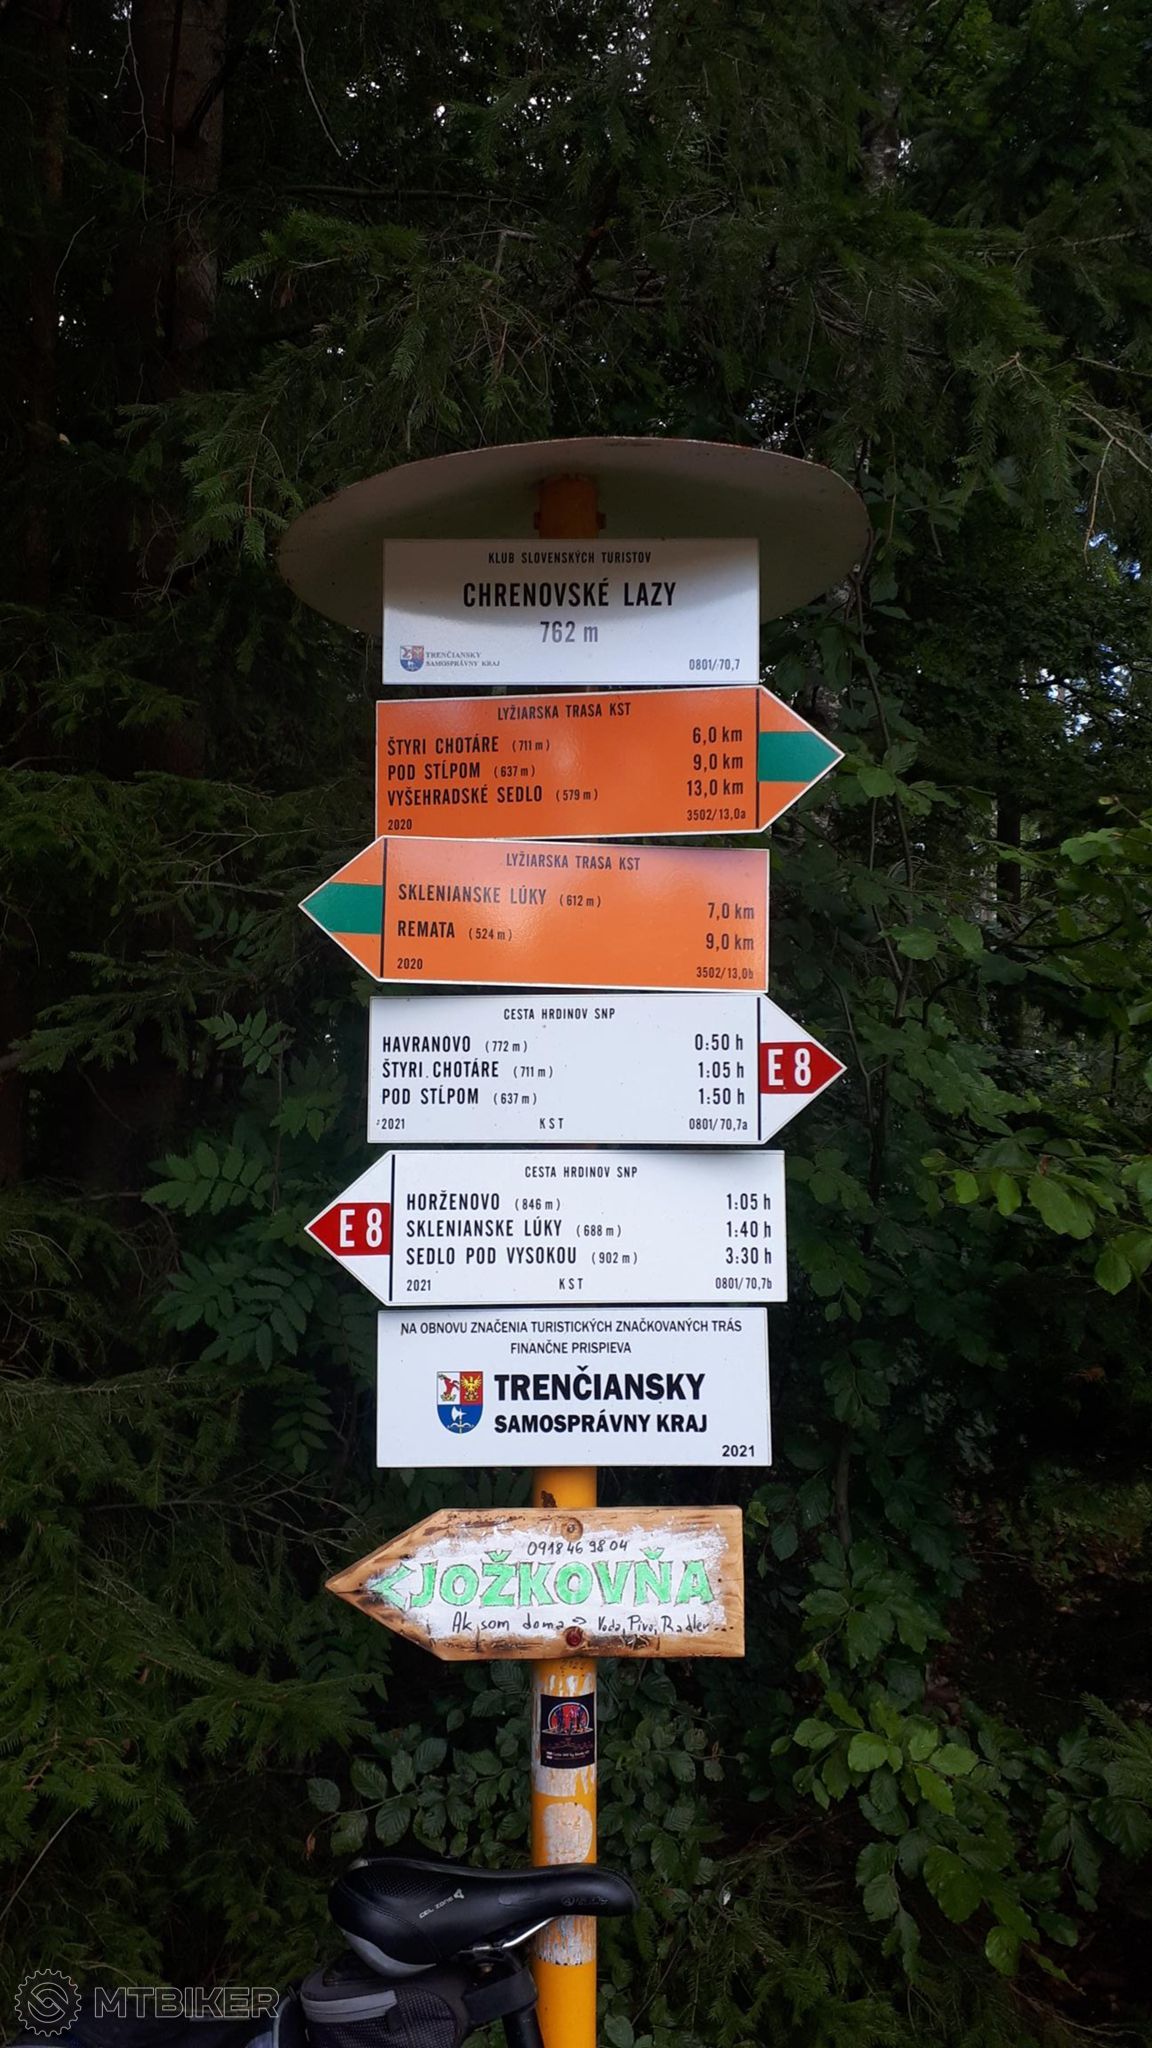 KLUB SLOVENSKÝCH TURISTOV
CHRENOVSKÉ LAZY
762 m
TRENČIANSKY
SAMOSPRÁVNY KRAJ
0801/70,7
LYŽIARSKA TRASA KST
ŠTYRI CHOTÁRE (711 m) 6,0 km
POD STĹPOM (637 m) 9,0 km
VYŠEHRADSKÉ SEDLO (579 m) 13,0 km
2020 3502/13,0a
LYŽIARSKA TRASA KST
SKLENIANSKE LÚKY (612 m) 7,0 km
REMATA (524 m) 9,0 km
2020 3502/13,0b
CESTA HRDINOV SNP
HAVRANOVO (772 m) 0:50 h
ŠTYRI CHOTÁRE (711 m) 1:05 h
POD STĹPOM (637 m) 1:50 h
E 8
2021 KST 0801/70,7a
CESTA HRDINOV SNP
HORŽENOVO (846 m) 1:05 h
E 8
SKLENIANSKE LÚKY (688 m) 1:40 h
SEDLO POD VYSOKOU (902 m) 3:30 h
2021 KST 0801/70,7b
NA OBNOVU ZNAČENIA TURISTICKÝCH ZNAČKOVANÝCH TRÁS
FINANČNE PRISPIEVA
TRENČIANSKY
SAMOSPRÁVNY KRAJ
2021
0918 46 98 04
<JOŽKOVŇA
Ak som doma → Voda, Pivo, Radler...
GEL ZONE
MTBIKER